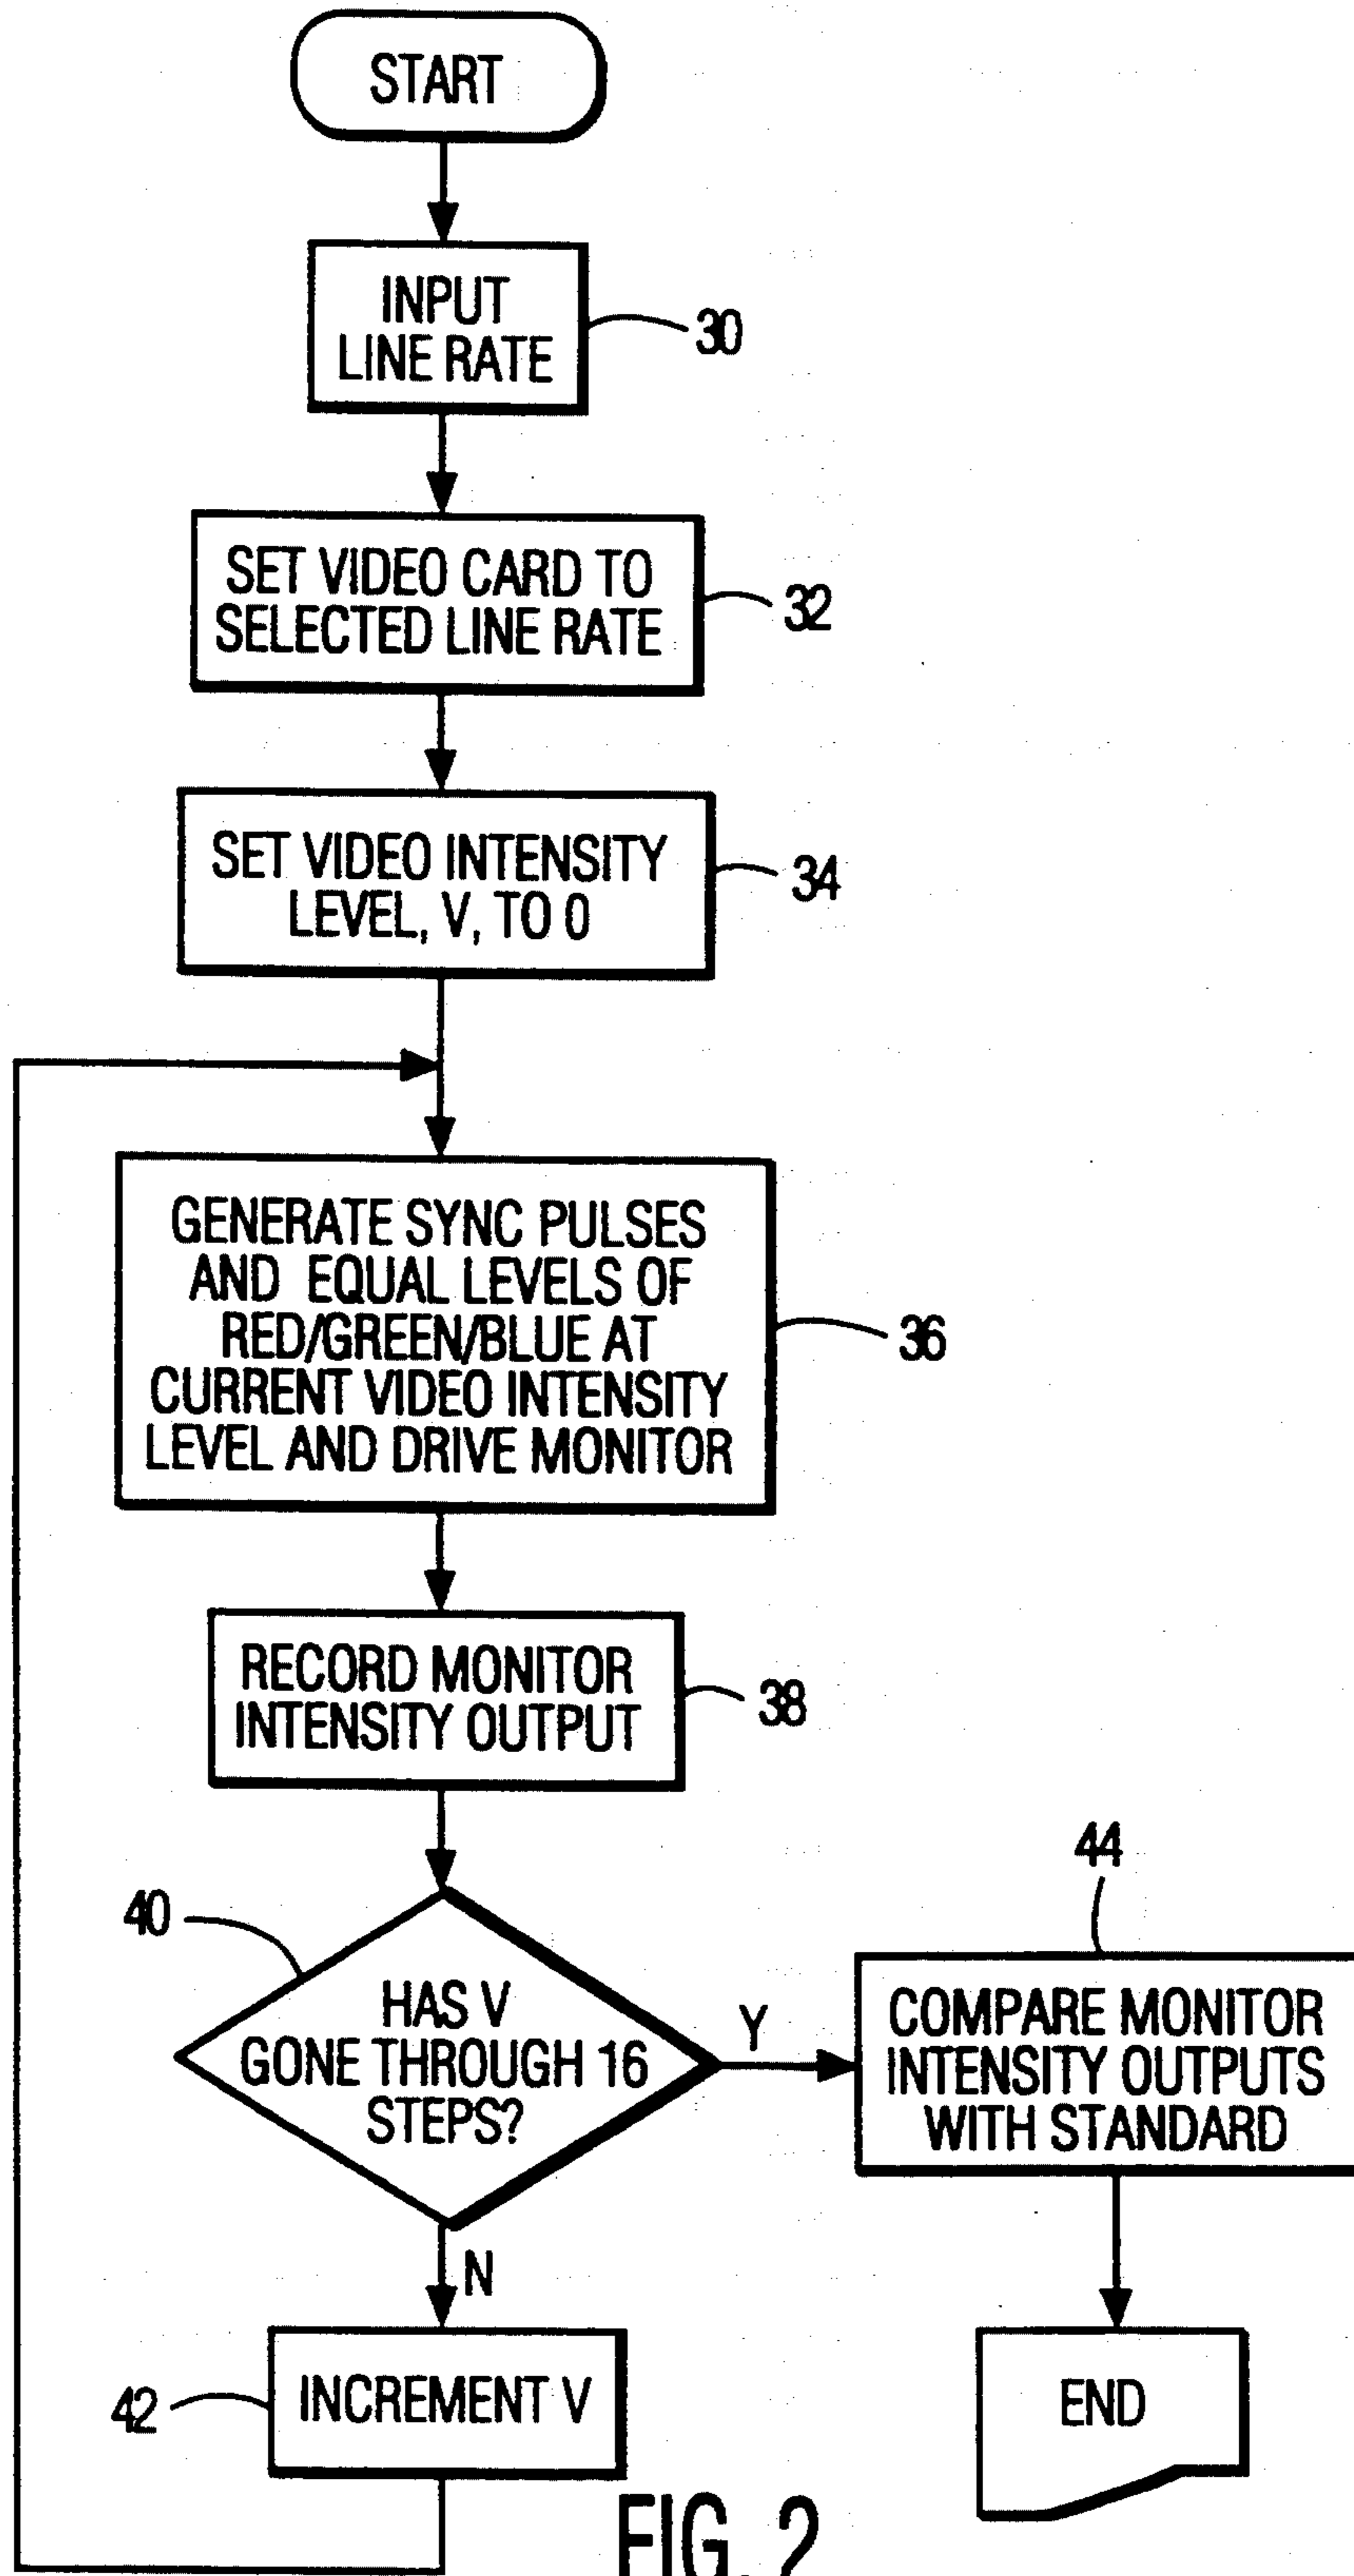 START
INPUT
LINE RATE
30
SET VIDEO CARD TO
SELECTED LINE RATE
32
SET VIDEO INTENSITY
LEVEL, V, TO 0
34
GENERATE SYNC PULSES
AND EQUAL LEVELS OF
RED/GREEN/BLUE AT
CURRENT VIDEO INTENSITY
LEVEL AND DRIVE MONITOR
36
RECORD MONITOR
INTENSITY OUTPUT
38
40
HAS V
GONE THROUGH 16
STEPS?
Y
44
COMPARE MONITOR
INTENSITY OUTPUTS
WITH STANDARD
N
42
INCREMENT V
END
FIG. 2